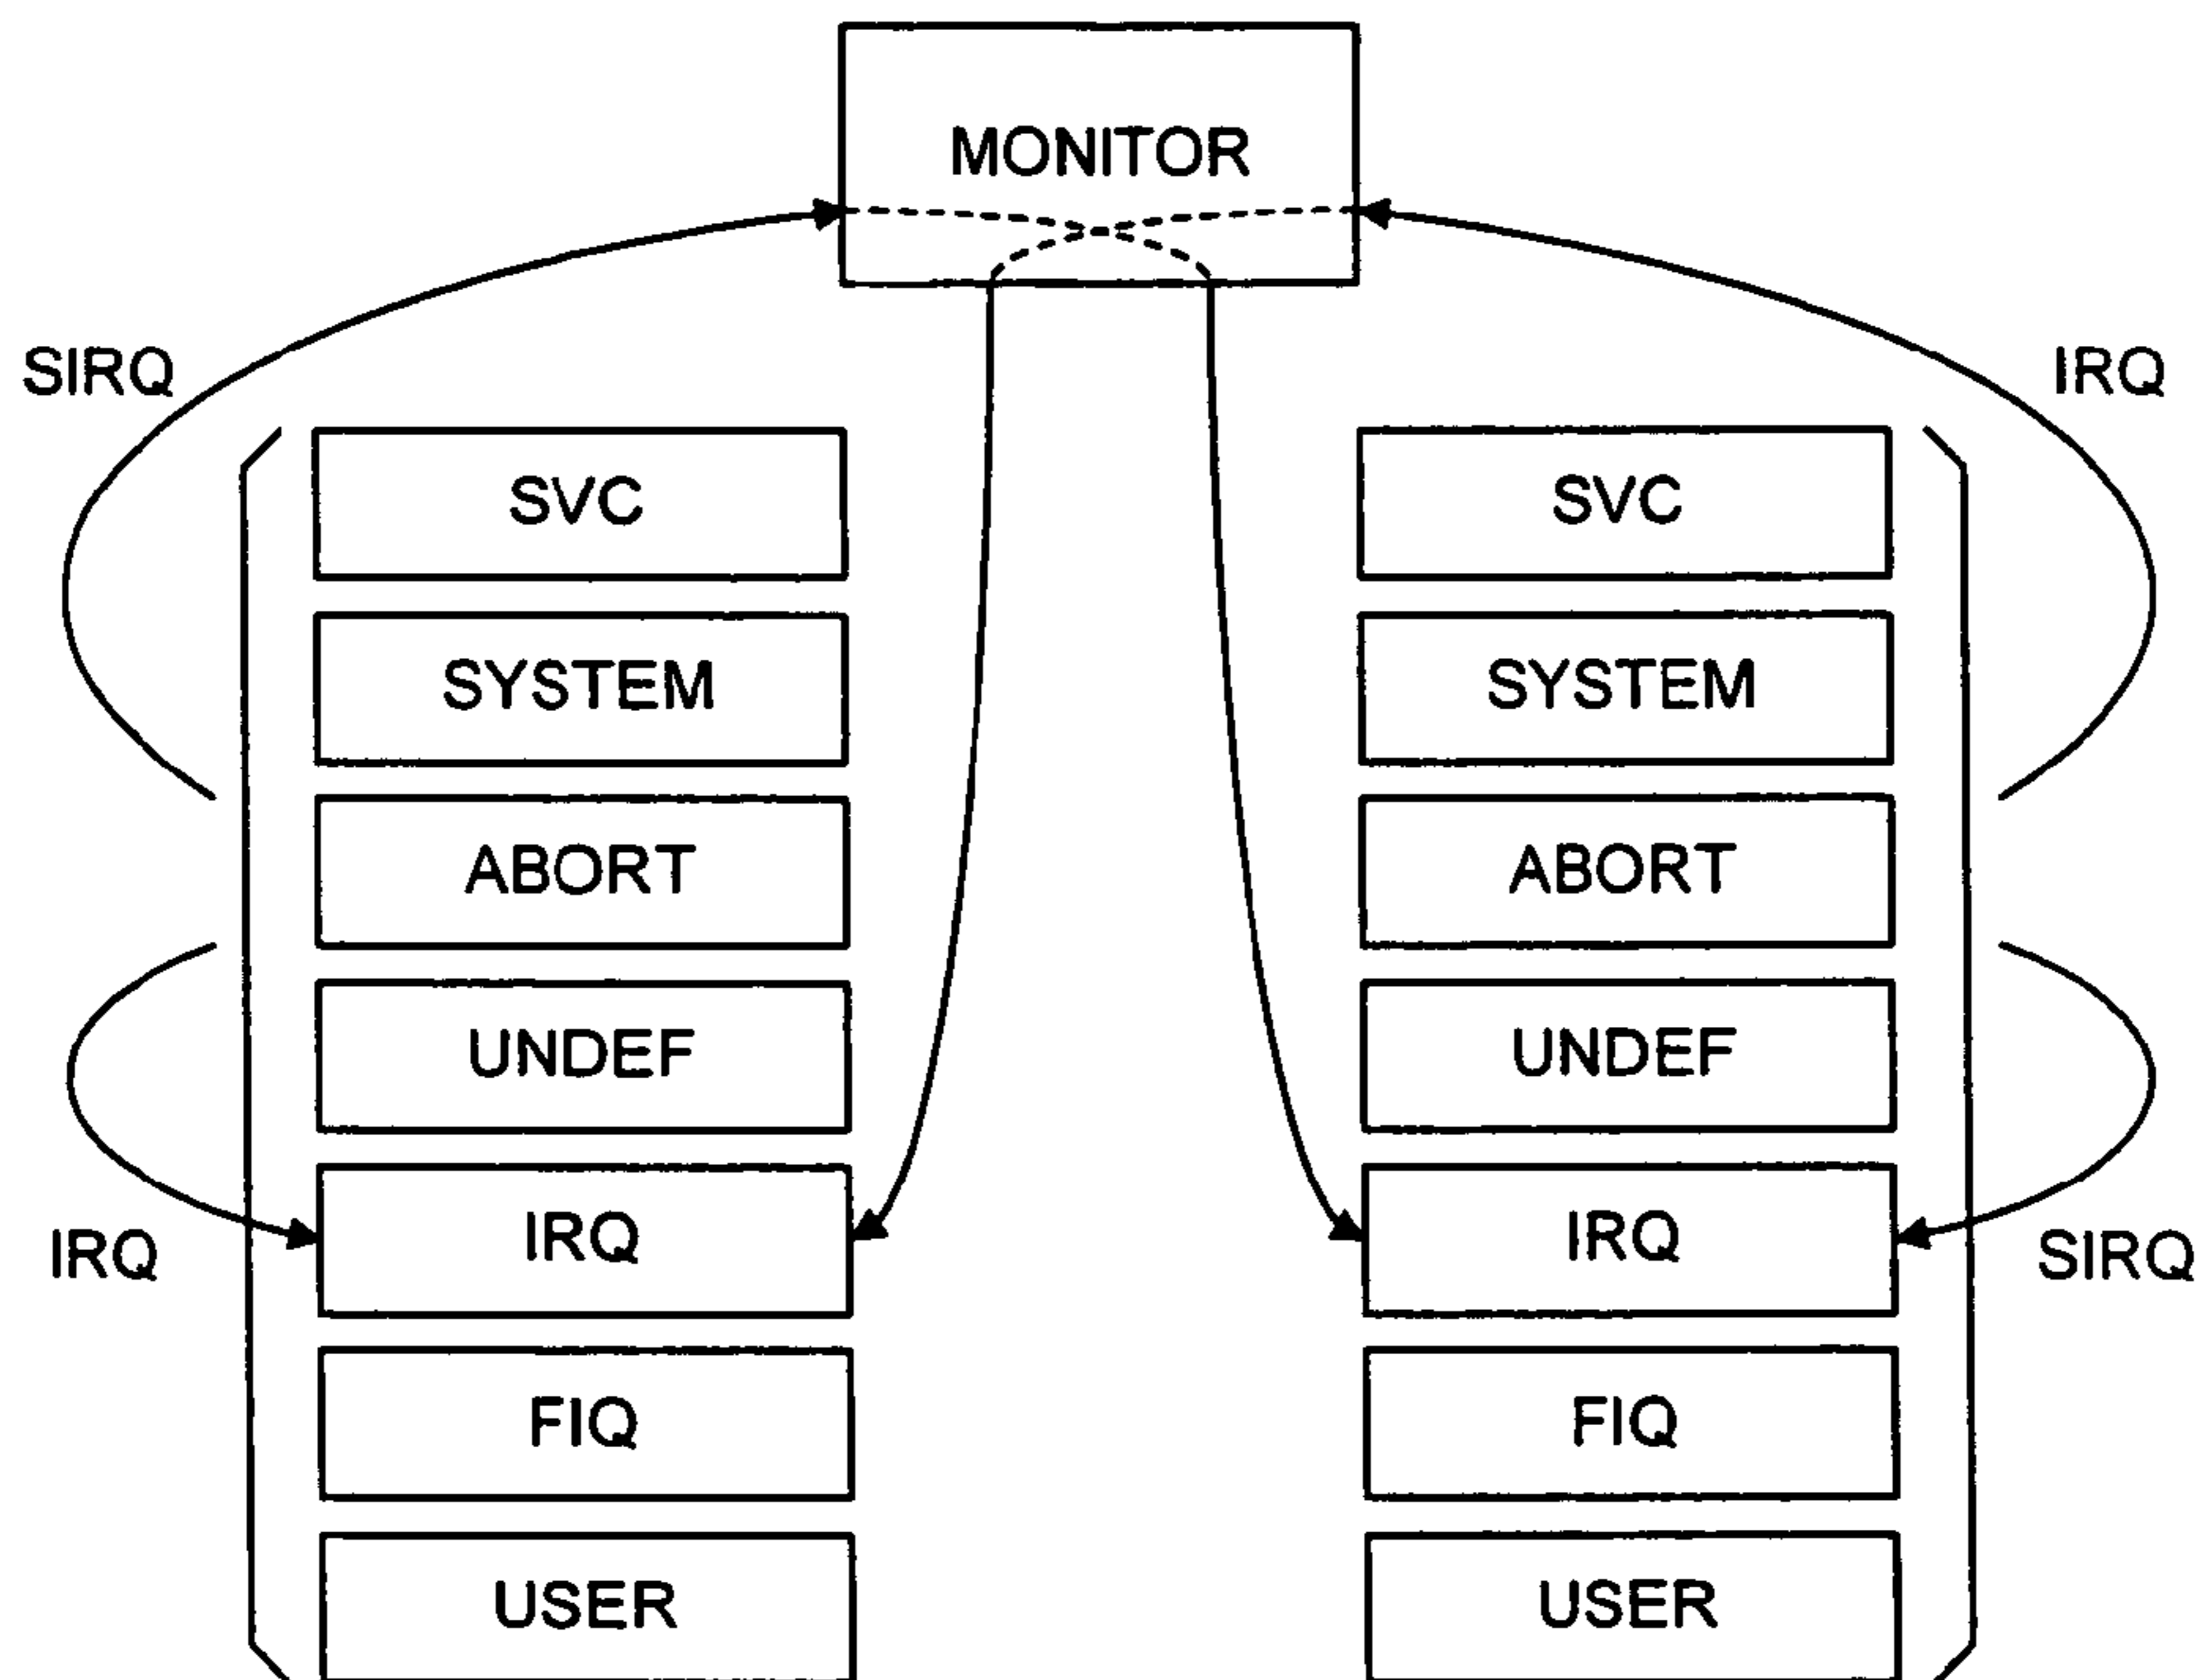 MONITOR
SIRQ
IRQ
SVC
SVC
SYSTEM
SYSTEM
ABORT
ABORT
UNDEF
UNDEF
IRQ
IRQ
IRQ
SIRQ
FIQ
FIQ
USER
USER